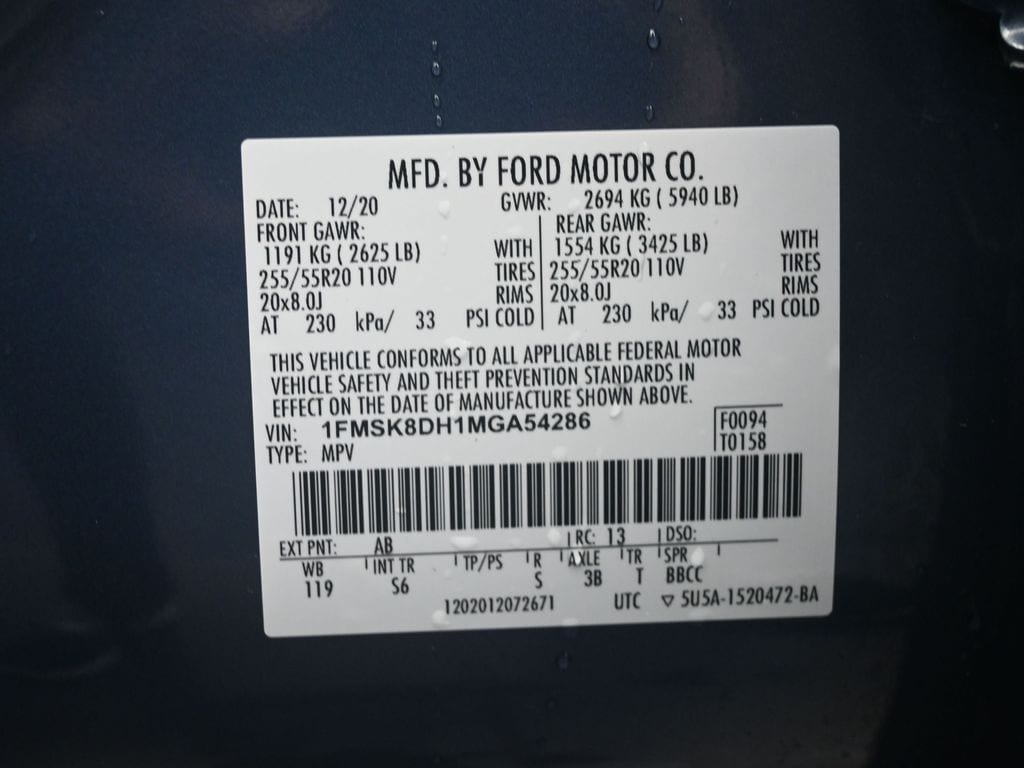 MFD. BY FORD MOTOR CO.
DATE: 12/20 GVWR: 2694 KG ( 5940 LB)
FRONT GAWR: REAR GAWR:
1191 KG ( 2625 LB) WITH 1554 KG ( 3425 LB) WITH
255/55R20 110V TIRES 255/55R20 110V TIRES
20x8.0J RIMS 20x8.0J RIMS
AT 230 kPa/ 33 PSI COLD AT 230 kPa/ 33 PSI COLD
THIS VEHICLE CONFORMS TO ALL APPLICABLE FEDERAL MOTOR
VEHICLE SAFETY AND THEFT PREVENTION STANDARDS IN
EFFECT ON THE DATE OF MANUFACTURE SHOWN ABOVE.
VIN: 1FMSK8DH1MGA54286 F0094
TYPE: MPV T0158
EXT PNT: AB RC: 13 DSO:
WB INT TR TP/PS R AXLE TR SPR
119 S6 S 3B T BBCC
1202012072671 UTC ▽ 5U5A-1520472-BA